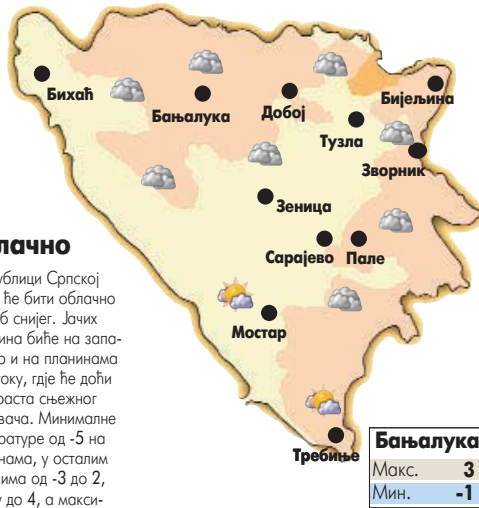 Бихаћ
Бањалука
Добој
Бијељина
Тузла
Зворник
Зеница
Сарајево
Пале
Мостар
Требиње
лачно
ублици Српској
ће бити облачно
б снијег. Јачих
ина биће на запа-
о и на планинама
току, гдје ће доћи
раста сњежног
вача. Минималне
ратуре од -5 на
нама, у осталим
има од -3 до 2,
у до 4, а макси-
Бањалука
Макс. 3
Мин. -1